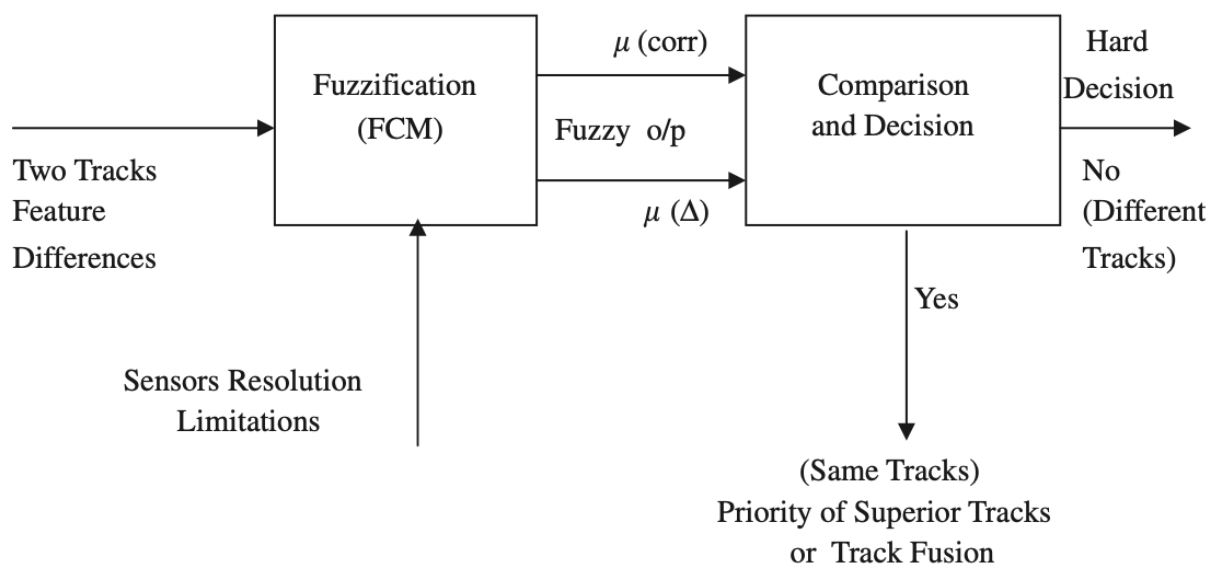 Two Tracks
Feature
Differences
Fuzzification
(FCM)
Sensors Resolution
Limitations
μ (corr)
Fuzzy o/p
μ (Δ)
Comparison
and Decision
Hard
Decision
No
(Different
Tracks)
Yes
(Same Tracks)
Priority of Superior Tracks
or Track Fusion